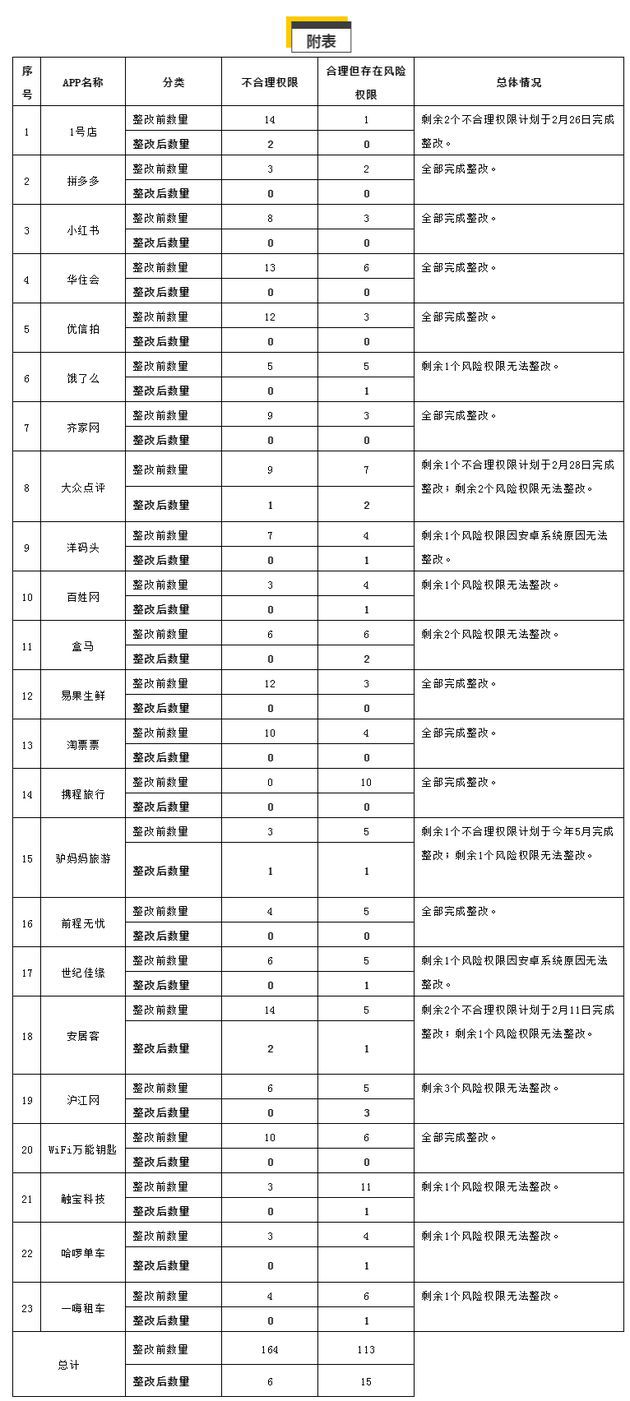 附表
序号 APP名称 分类 不合理权限 合理但存在风险权限 总体情况
1 1号店 整改前数量 14 1 剩余2个不合理权限计划于2月26日完成
整改后数量 2 0 整改。
2 拼多多 整改前数量 3 2 全部完成整改。
整改后数量 0 0
3 小红书 整改前数量 8 3 全部完成整改。
整改后数量 0 0
4 华住会 整改前数量 13 6 全部完成整改。
整改后数量 0 0
5 优信拍 整改前数量 12 3 全部完成整改。
整改后数量 0 0
6 饿了么 整改前数量 5 5 剩余1个风险权限无法整改。
整改后数量 0 1
7 齐家网 整改前数量 9 3 全部完成整改。
整改后数量 0 0
8 大众点评 整改前数量 9 7 剩余1个不合理权限计划于2月28日完成
整改后数量 1 2 整改；剩余2个风险权限无法整改。
9 洋码头 整改前数量 7 4 剩余1个风险权限因安卓系统原因无法
整改后数量 0 1 整改。
10 百姓网 整改前数量 3 4 剩余1个风险权限无法整改。
整改后数量 0 1
11 盒马 整改前数量 6 6 剩余2个风险权限无法整改。
整改后数量 0 2
12 易果生鲜 整改前数量 12 3 全部完成整改。
整改后数量 0 0
13 淘票票 整改前数量 10 4 全部完成整改。
整改后数量 0 0
14 携程旅行 整改前数量 0 10 全部完成整改。
整改后数量 0 0
15 驴妈妈旅游 整改前数量 3 5 剩余1个不合理权限计划于今年5月完成
整改后数量 1 1 整改；剩余1个风险权限无法整改。
16 前程无忧 整改前数量 4 5 全部完成整改。
整改后数量 0 0
17 世纪佳缘 整改前数量 6 5 剩余1个风险权限因安卓系统原因无法
整改后数量 0 1 整改。
18 安居客 整改前数量 14 5 剩余2个不合理权限计划于2月11日完成
整改后数量 2 1 整改；剩余1个风险权限无法整改。
19 沪江网 整改前数量 6 5 剩余3个风险权限无法整改。
整改后数量 0 3
20 WiFi万能钥匙 整改前数量 10 6 全部完成整改。
整改后数量 0 0
21 触宝科技 整改前数量 3 11 剩余1个风险权限无法整改。
整改后数量 0 1
22 哈啰单车 整改前数量 3 4 剩余1个风险权限无法整改。
整改后数量 0 1
23 一嗨租车 整改前数量 4 6 剩余1个风险权限无法整改。
整改后数量 0 1
总计 整改前数量 164 113
整改后数量 6 15